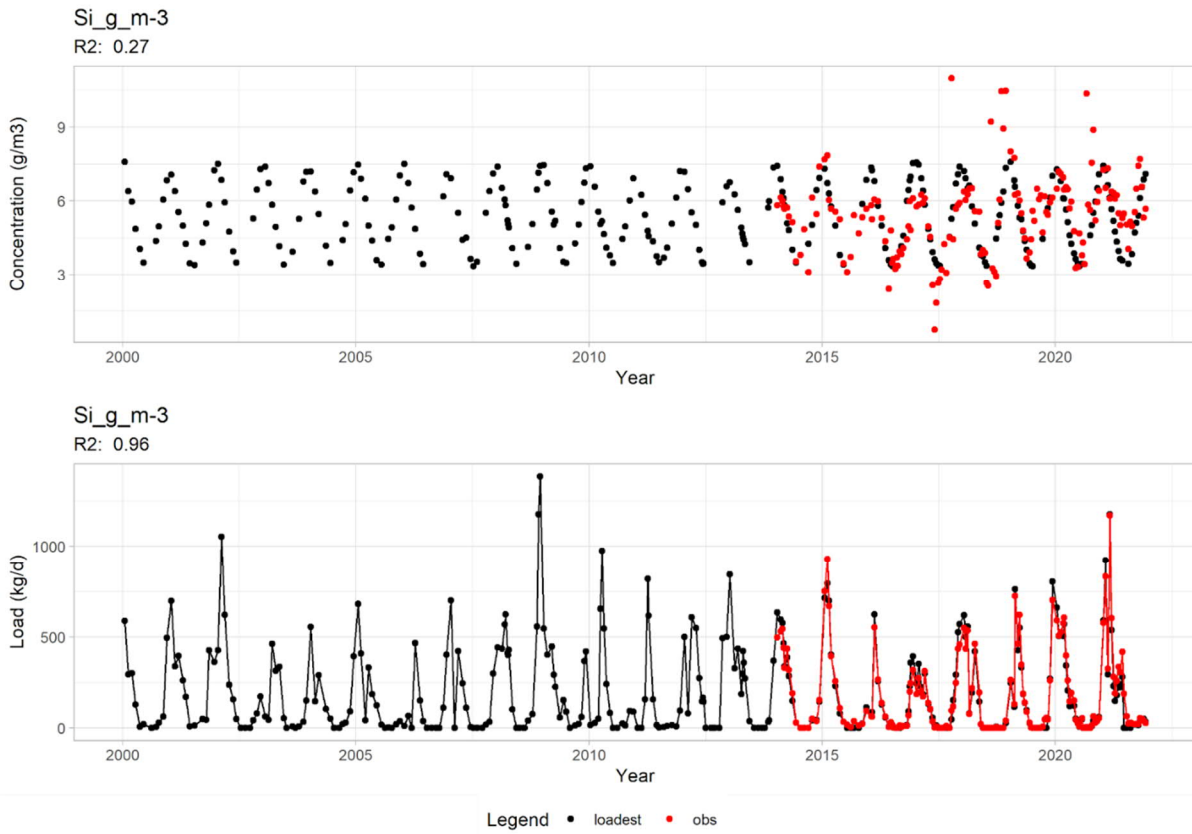 Si_g_m-3
R2: 0.27
Concentration (g/m3)
9
6
3
2000 2005 2010 2015 2020
Year
Si_g_m-3
R2: 0.96
Load (kg/d)
1000
500
0
2000 2005 2010 2015 2020
Year
Legend loadest obs